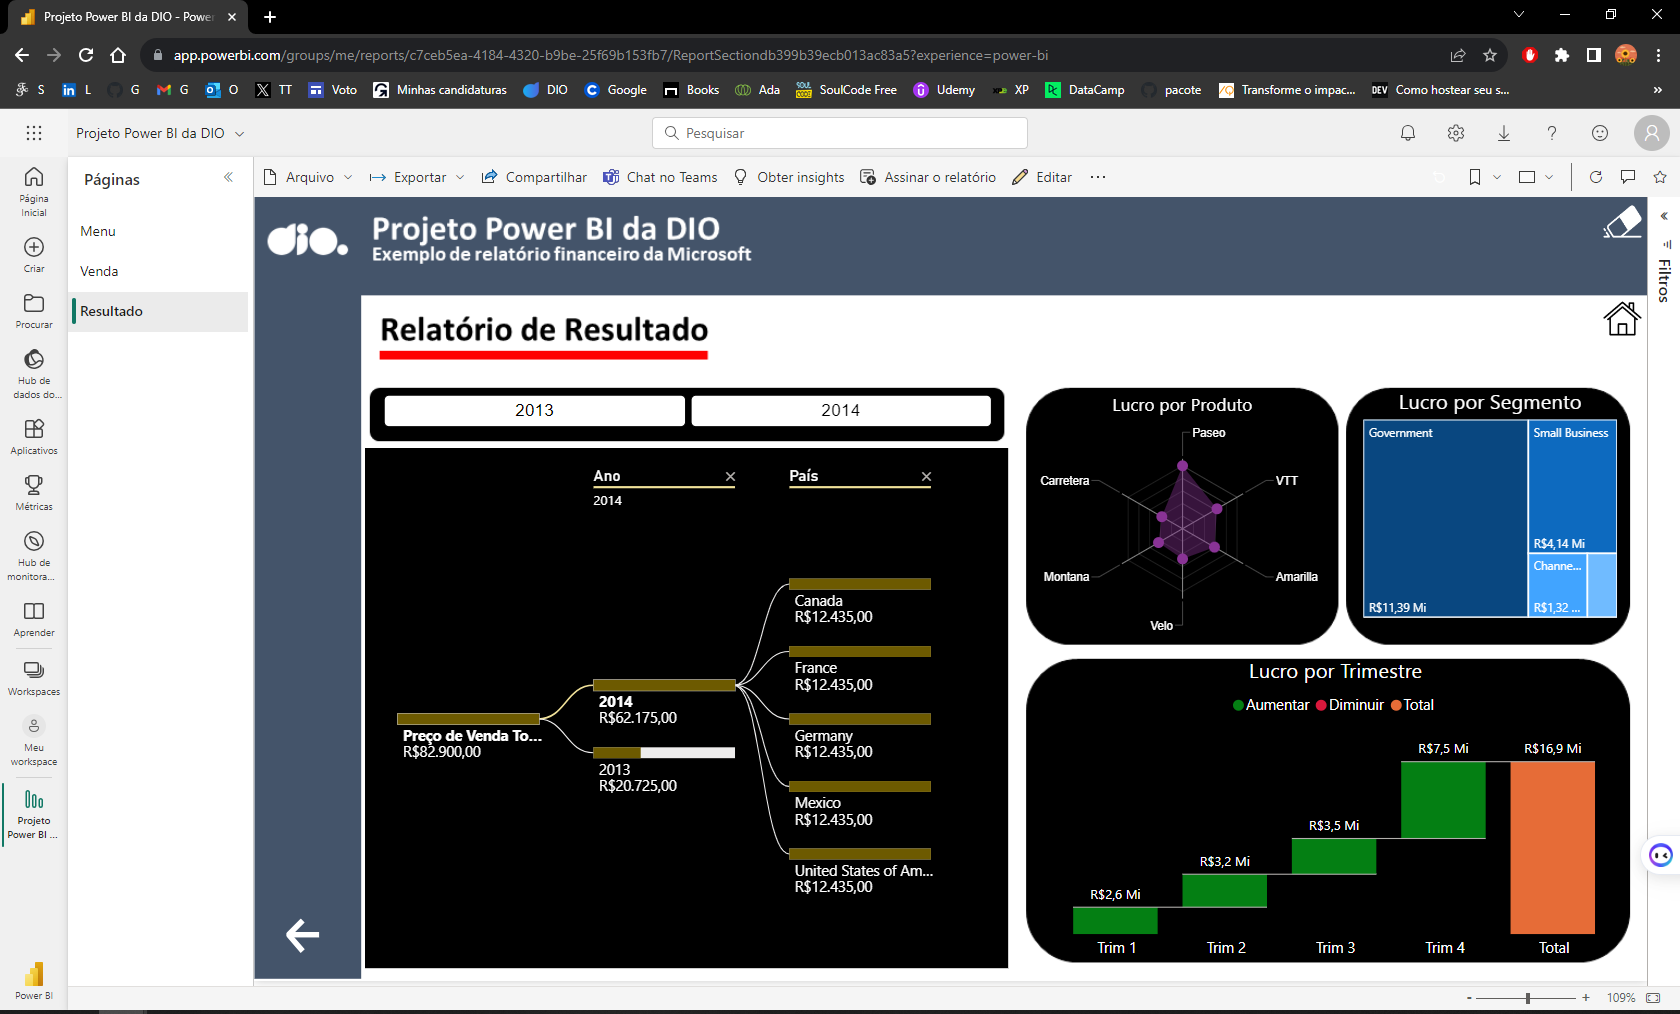 Projeto Power BI da DIO - Power
app.powerbi.com/groups/me/reports/c7ceb5ea-4184-4320-b9be-25f69b153fb7/ReportSectiondb399b39ecb013ac83a5?experience=power-bi
S L G G O TT Voto Minhas candidaturas DIO Google Books Ada SoulCode Free Udemy XP DataCamp pacote Transforme o impac... Como hostear seu s...
Projeto Power BI da DIO
Pesquisar
Página Inicial
Criar
Procurar
Hub de dados do...
Aplicativos
Métricas
Hub de monitora...
Aprender
Workspaces
Meu workspace
Projeto Power BI ...
Power BI
Páginas
Menu
Venda
Resultado
Arquivo Exportar Compartilhar Chat no Teams Obter insights Assinar o relatório Editar ...
dio.
Projeto Power BI da DIO
Exemplo de relatório financeiro da Microsoft
Filtros
Relatório de Resultado
2013 2014
Ano
2014
País
Preço de Venda To...
R$82.900,00
2014
R$62.175,00
2013
R$20.725,00
Canada
R$12.435,00
France
R$12.435,00
Germany
R$12.435,00
Mexico
R$12.435,00
United States of Am...
R$12.435,00
Lucro por Produto
Paseo
VTT
Amarilla
Velo
Montana
Carretera
Lucro por Segmento
Government
R$11,39 Mi
Small Business
R$4,14 Mi
Channe...
R$1,32 ...
Lucro por Trimestre
Aumentar Diminuir Total
R$2,6 Mi
R$3,2 Mi
R$3,5 Mi
R$7,5 Mi
R$16,9 Mi
Trim 1 Trim 2 Trim 3 Trim 4 Total
- + 109%